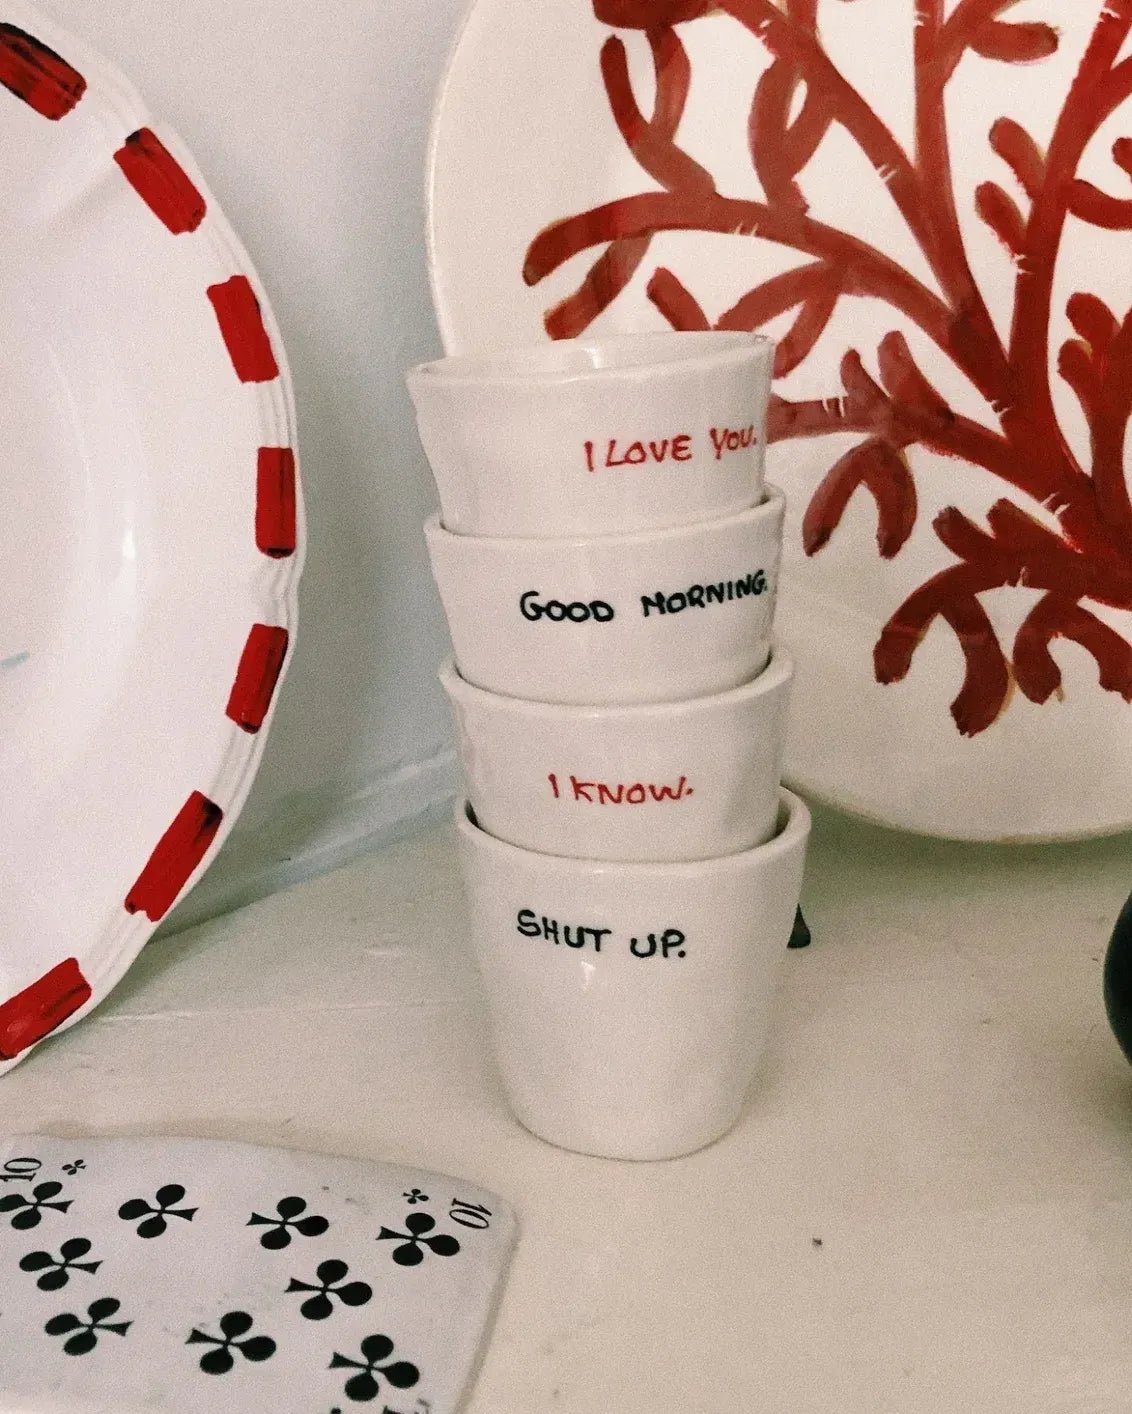 I LOVE YOU.
GOOD MORNING.
I KNOW.
SHUT UP.
10
10